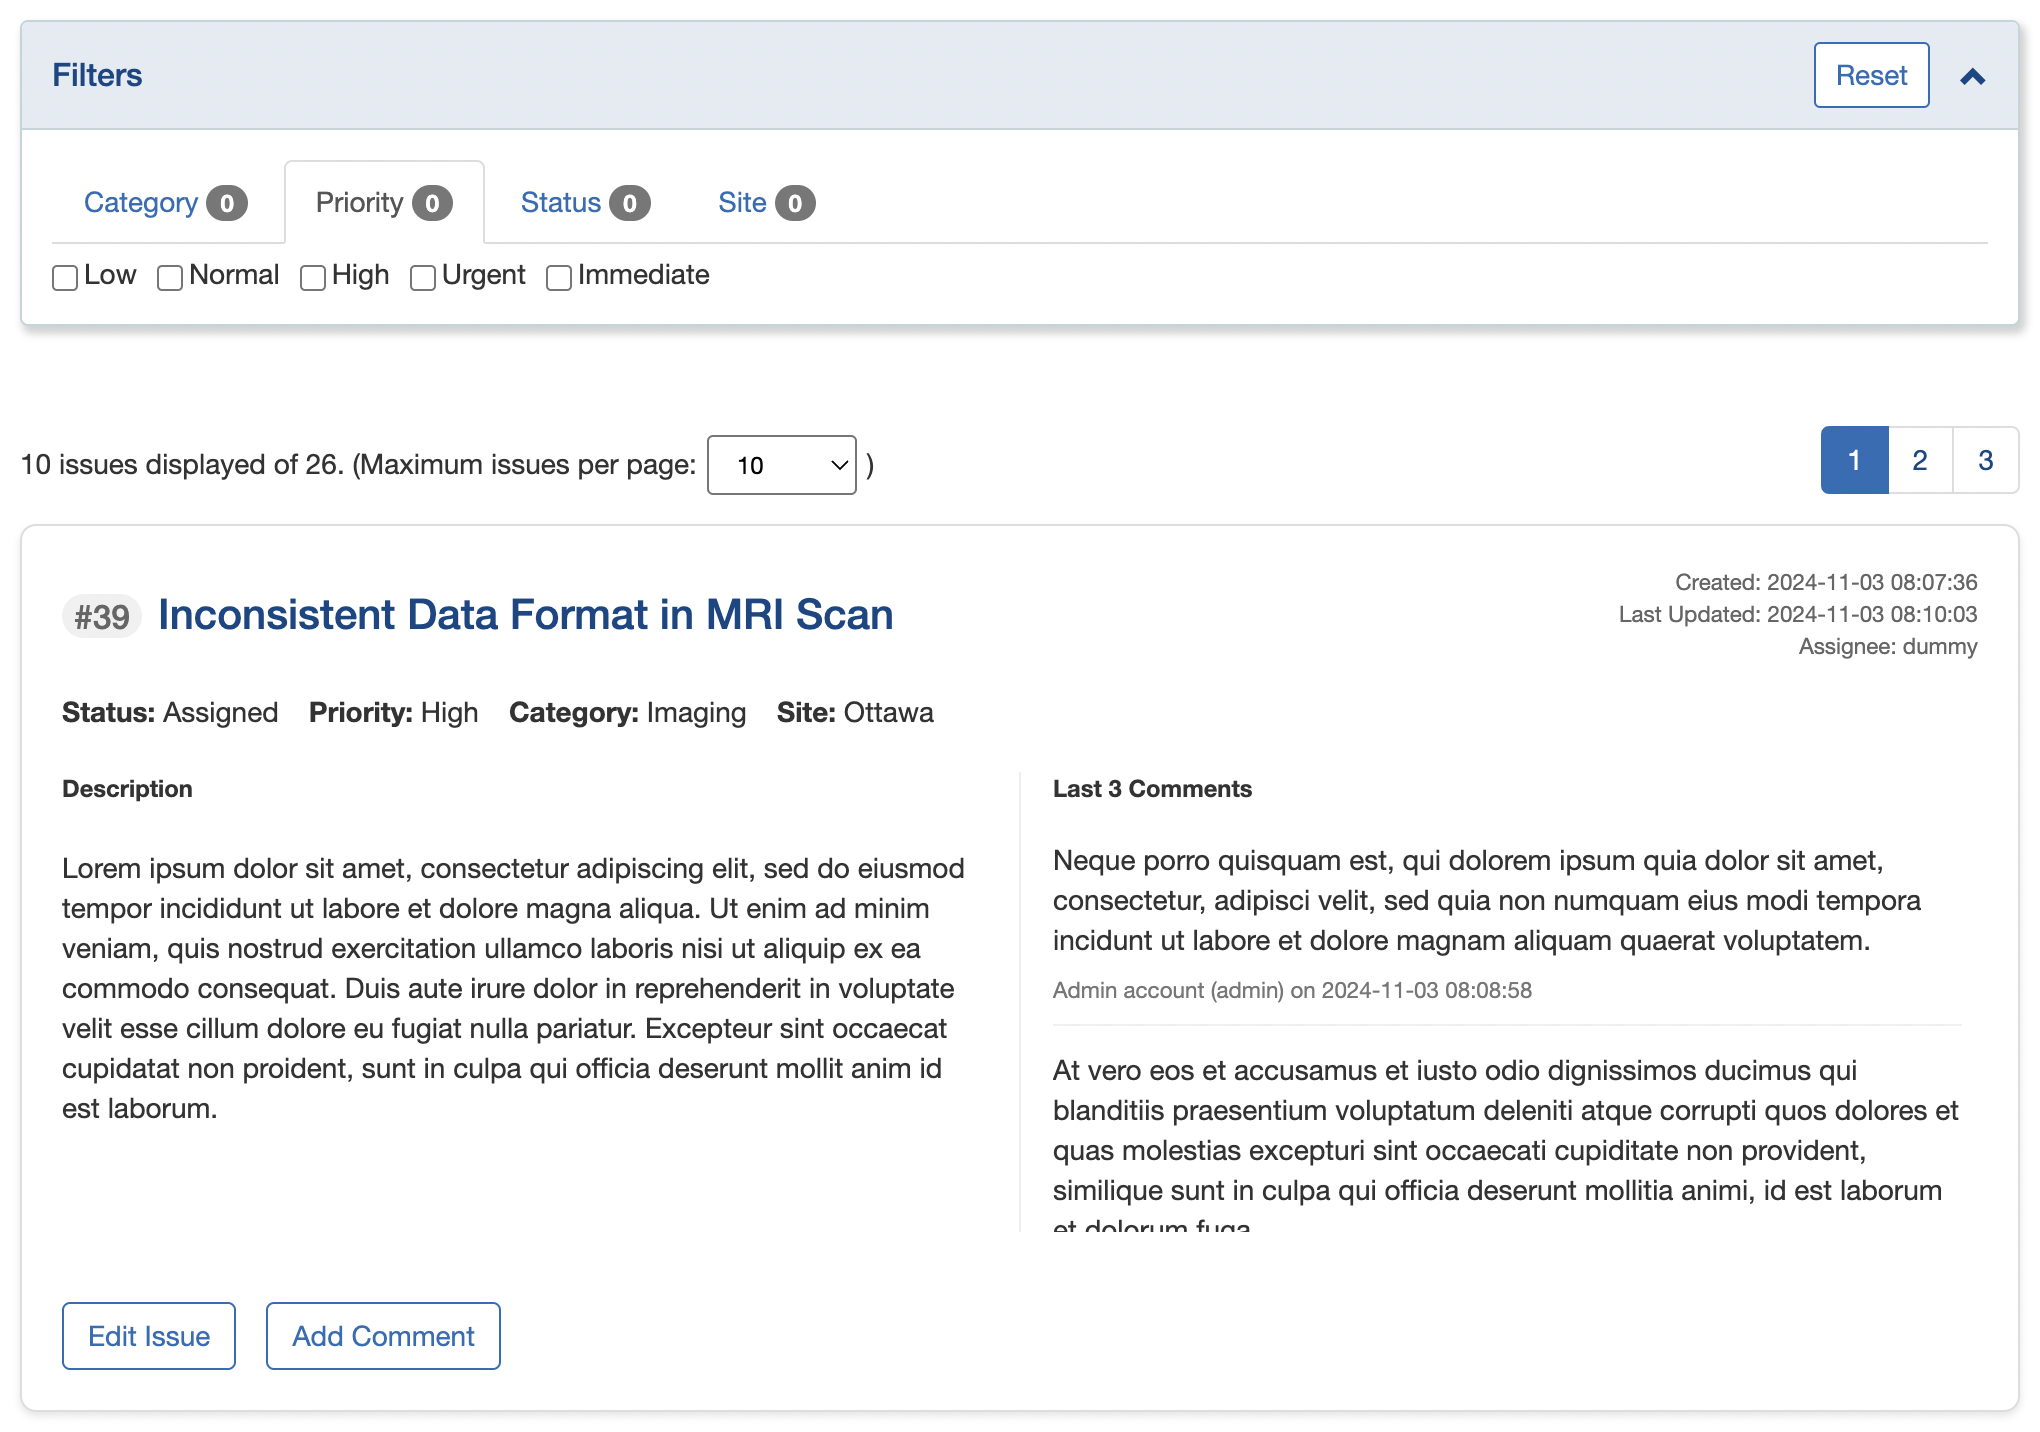 Filters
Reset
Category 0 Priority 0 Status 0 Site 0
Low Normal High Urgent Immediate
10 issues displayed of 26. (Maximum issues per page: 10 )
1 2 3
#39 Inconsistent Data Format in MRI Scan
Created: 2024-11-03 08:07:36
Last Updated: 2024-11-03 08:10:03
Assignee: dummy
Status: Assigned Priority: High Category: Imaging Site: Ottawa
Description
Lorem ipsum dolor sit amet, consectetur adipiscing elit, sed do eiusmod
tempor incididunt ut labore et dolore magna aliqua. Ut enim ad minim
veniam, quis nostrud exercitation ullamco laboris nisi ut aliquip ex ea
commodo consequat. Duis aute irure dolor in reprehenderit in voluptate
velit esse cillum dolore eu fugiat nulla pariatur. Excepteur sint occaecat
cupidatat non proident, sunt in culpa qui officia deserunt mollit anim id
est laborum.
Last 3 Comments
Neque porro quisquam est, qui dolorem ipsum quia dolor sit amet,
consectetur, adipisci velit, sed quia non numquam eius modi tempora
incidunt ut labore et dolore magnam aliquam quaerat voluptatem.
Admin account (admin) on 2024-11-03 08:08:58
At vero eos et accusamus et iusto odio dignissimos ducimus qui
blanditiis praesentium voluptatum deleniti atque corrupti quos dolores et
quas molestias excepturi sint occaecati cupiditate non provident,
similique sunt in culpa qui officia deserunt mollitia animi, id est laborum
et dolorum fuga
Edit Issue
Add Comment